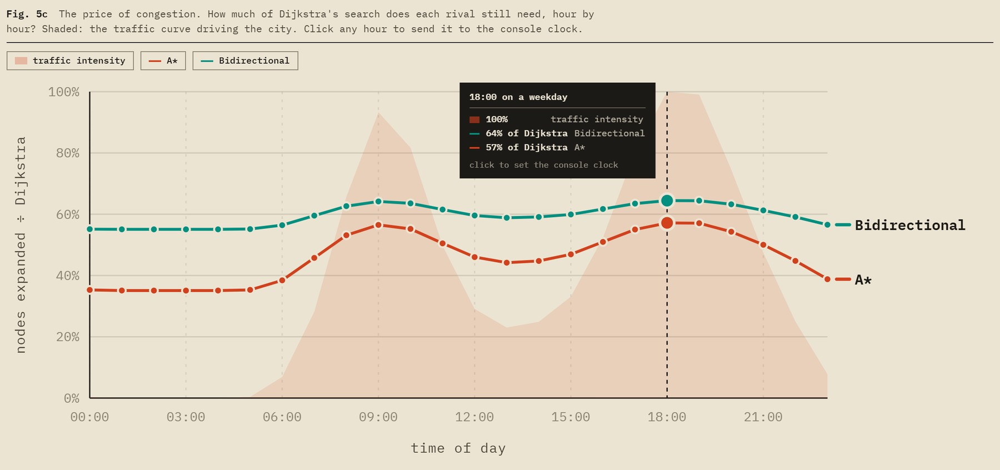 Fig. 5c The price of congestion. How much of Dijkstra's search does each rival still need, hour by
hour? Shaded: the traffic curve driving the city. Click any hour to send it to the console clock.
traffic intensity A* Bidirectional
100%
80%
60%
40%
20%
0%
nodes expanded ÷ Dijkstra
18:00 on a weekday
100% traffic intensity
64% of Dijkstra Bidirectional
57% of Dijkstra A*
click to set the console clock
Bidirectional
A*
00:00 03:00 06:00 09:00 12:00 15:00 18:00 21:00
time of day